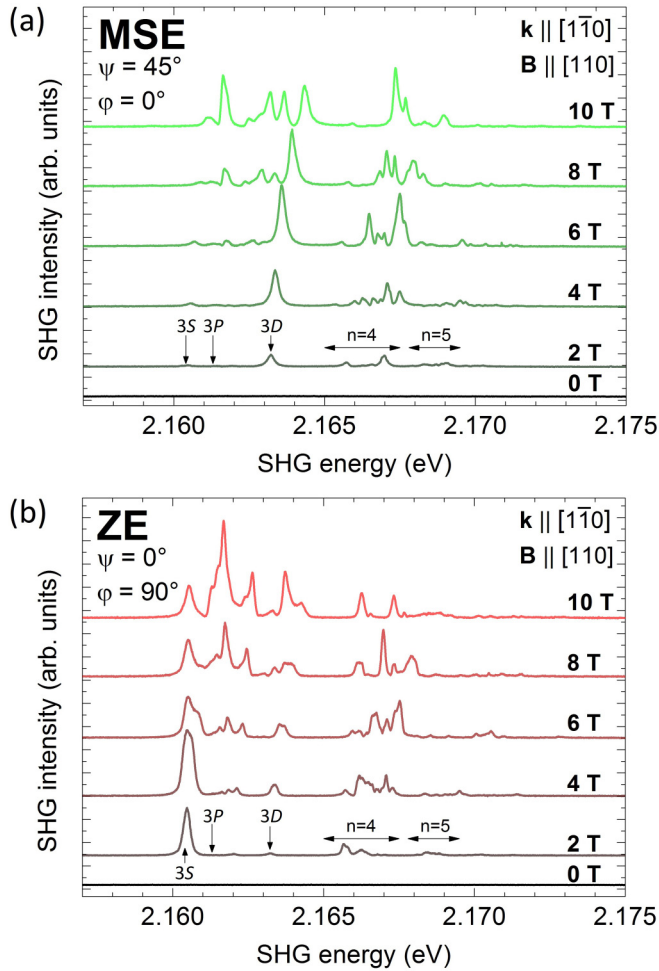 (a)
MSE
ψ = 45°
φ = 0°
k || [11̅0]
B || [110]
10 T
8 T
6 T
4 T
3S 3P 3D n=4 n=5 2 T
0 T
2.160 2.165 2.170 2.175
SHG energy (eV)
SHG intensity (arb. units)
(b)
ZE
ψ = 0°
φ = 90°
k || [11̅0]
B || [110]
10 T
8 T
6 T
4 T
3P 3D n=4 n=5 2 T
3S
0 T
2.160 2.165 2.170 2.175
SHG energy (eV)
SHG intensity (arb. units)